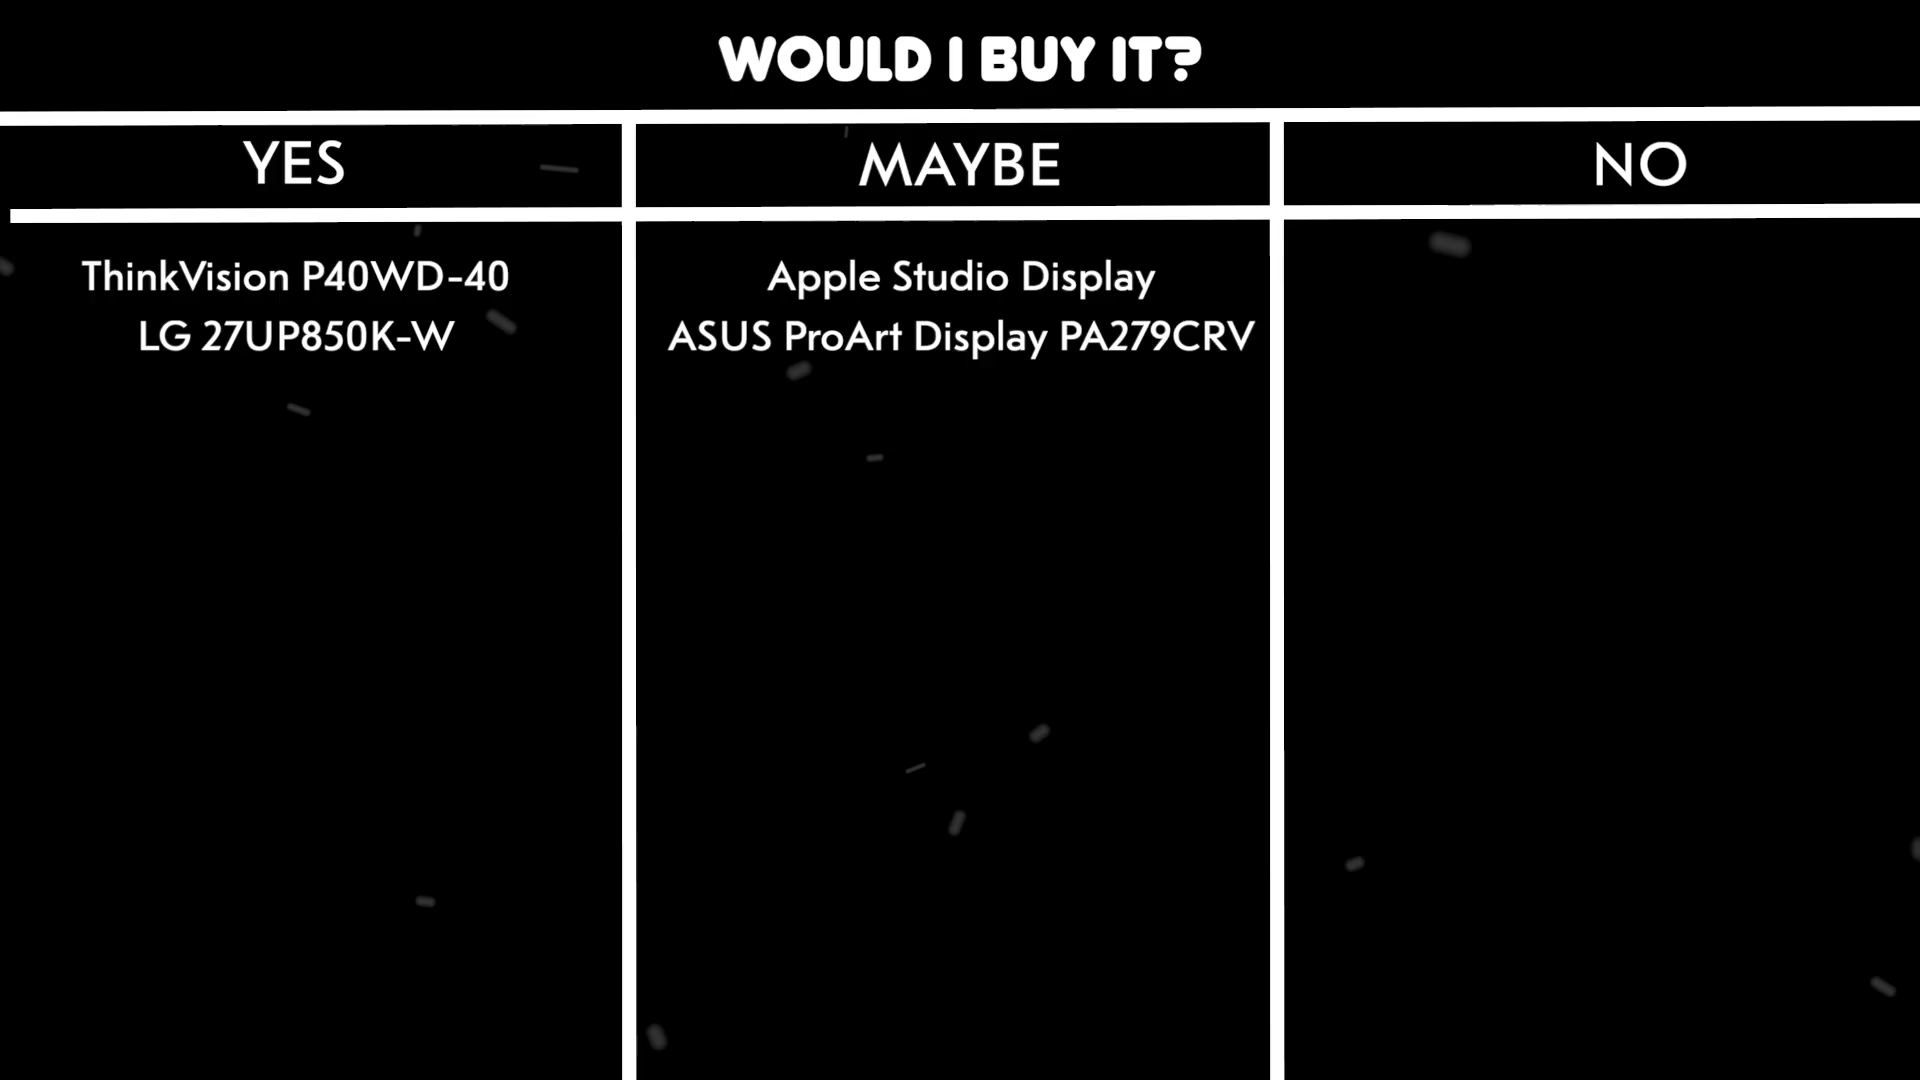 WOULD I BUY IT?
YES
MAYBE
NO
ThinkVision P40WD-40
LG 27UP850K-W
Apple Studio Display
ASUS ProArt Display PA279CRV